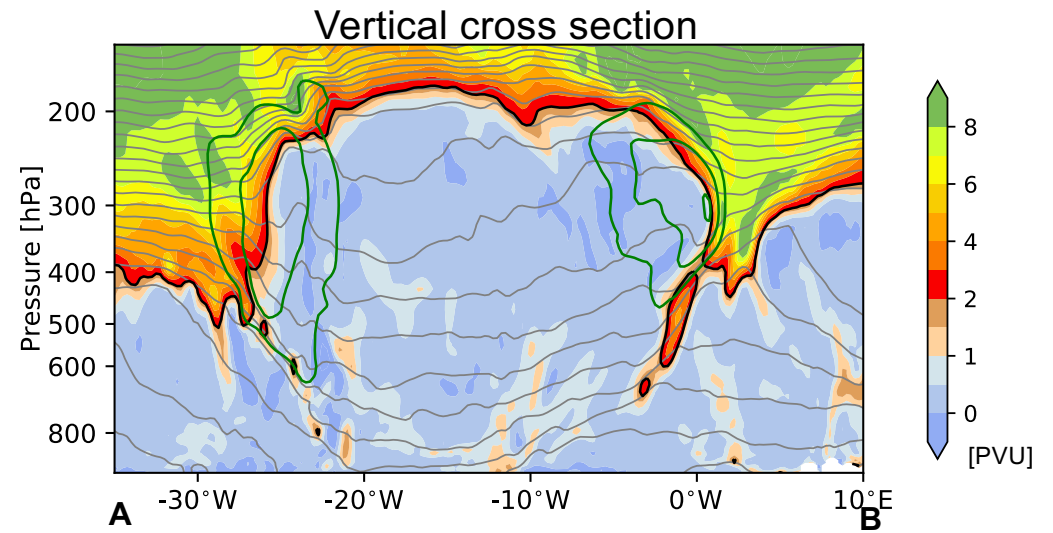 Vertical cross section
Pressure [hPa]
200
300
400
500
600
800
-30°W
-20°W
-10°W
0°W
10°E
A
B
8
6
4
2
1
0
[PVU]